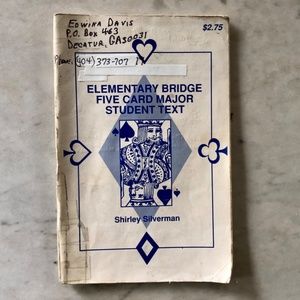 EDWINA DAVIS
$2.75
P.O. BOX 463
DECATUR, GA 30031
Phone: (404) 373-707
ELEMENTARY BRIDGE
FIVE CARD MAJOR
STUDENT TEXT
K
Shirley Silverman